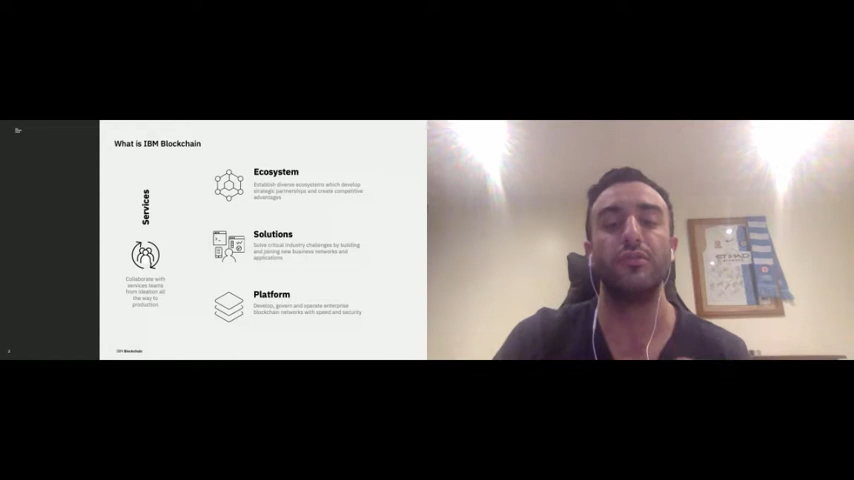 What is IBM Blockchain
Services
Collaborate with
services teams
from ideation all
the way to
production
Ecosystem
Establish diverse ecosystems which develop
strategic partnerships and create competitive
advantages
Solutions
Solve critical industry challenges by building
and joining new business networks and
applications
Platform
Develop, govern and operate enterprise
blockchain networks with speed and security
IBM Blockchain
ETIHAD